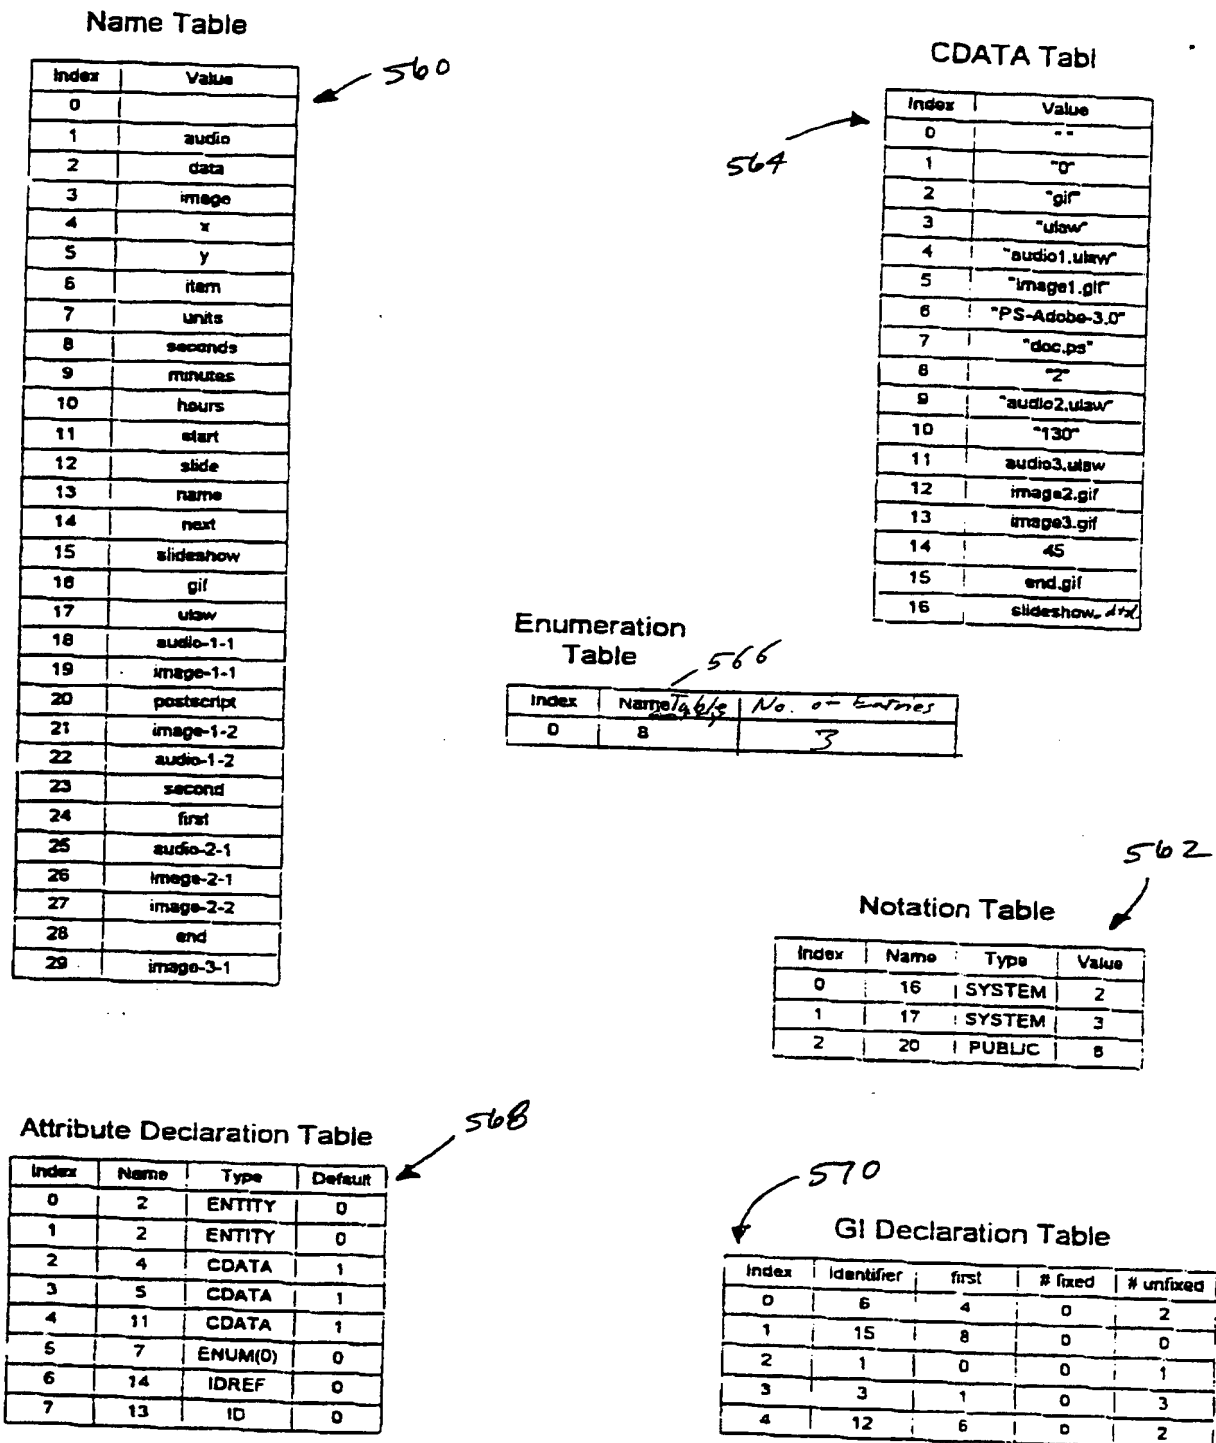 Name Table
560
Index Value
0
1 audio
2 data
3 image
4 x
5 y
6 item
7 units
8 seconds
9 minutes
10 hours
11 start
12 slide
13 name
14 next
15 slideshow
16 gif
17 ulaw
18 audio-1-1
19 image-1-1
20 postscript
21 image-1-2
22 audio-1-2
23 second
24 first
25 audio-2-1
26 image-2-1
27 image-2-2
28 end
29 image-3-1
CDATA Tabl
564
Index Value
0 ""
1 "0"
2 "gif"
3 "ulaw"
4 "audio1.ulaw"
5 "image1.gif"
6 "PS-Adobe-3.0"
7 "doc.ps"
8 "2"
9 "audio2.ulaw"
10 "130"
11 audio3.ulaw
12 image2.gif
13 image3.gif
14 45
15 end.gif
16 slideshow.dtd
Enumeration
Table
566
Index Name Table No. of Entries
0 8 3
562
Notation Table
Index Name Type Value
0 16 SYSTEM 2
1 17 SYSTEM 3
2 20 PUBLIC 6
Attribute Declaration Table
568
Index Name Type Default
0 2 ENTITY 0
1 2 ENTITY 0
2 4 CDATA 1
3 5 CDATA 1
4 11 CDATA 1
5 7 ENUM(0) 0
6 14 IDREF 0
7 13 ID 0
570
GI Declaration Table
Index identifier first # fixed # unfixed
0 6 4 0 2
1 15 8 0 0
2 1 0 0 1
3 3 1 0 3
4 12 6 0 2